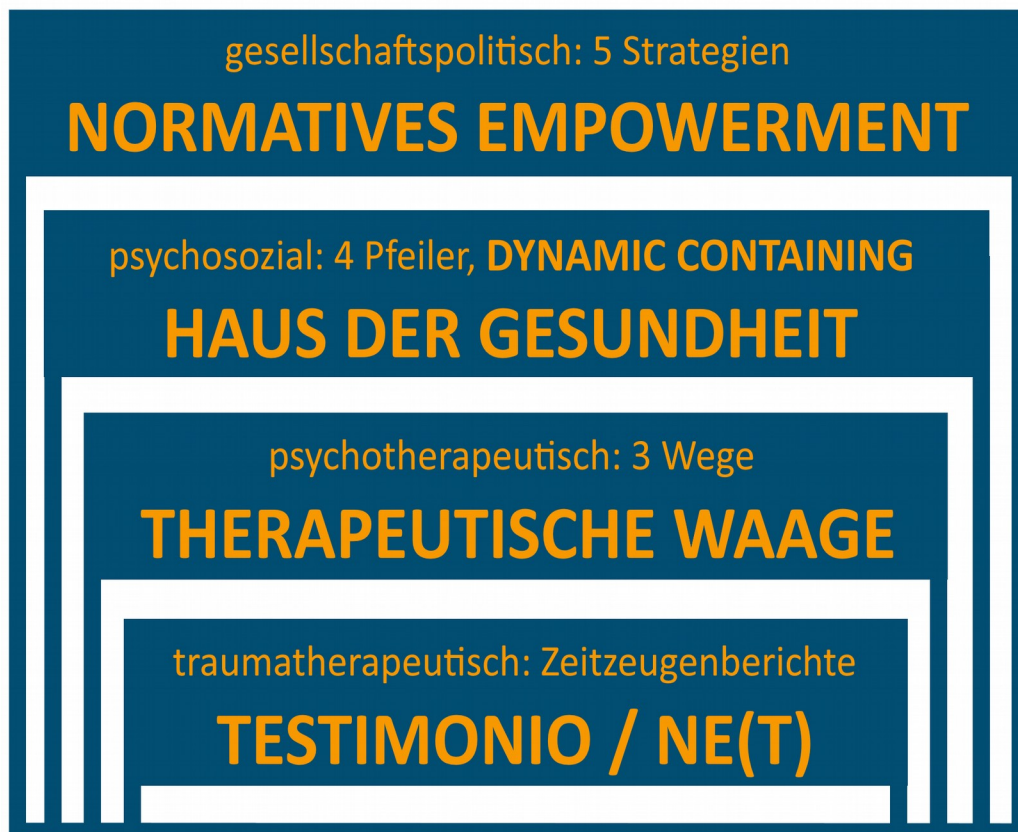 gesellschaftspolitisch: 5 Strategien
NORMATIVES EMPOWERMENT
psychosozial: 4 Pfeiler, DYNAMIC CONTAINING
HAUS DER GESUNDHEIT
psychotherapeutisch: 3 Wege
THERAPEUTISCHE WAAGE
traumatherapeutisch: Zeitzeugenberichte
TESTIMONIO / NE(T)